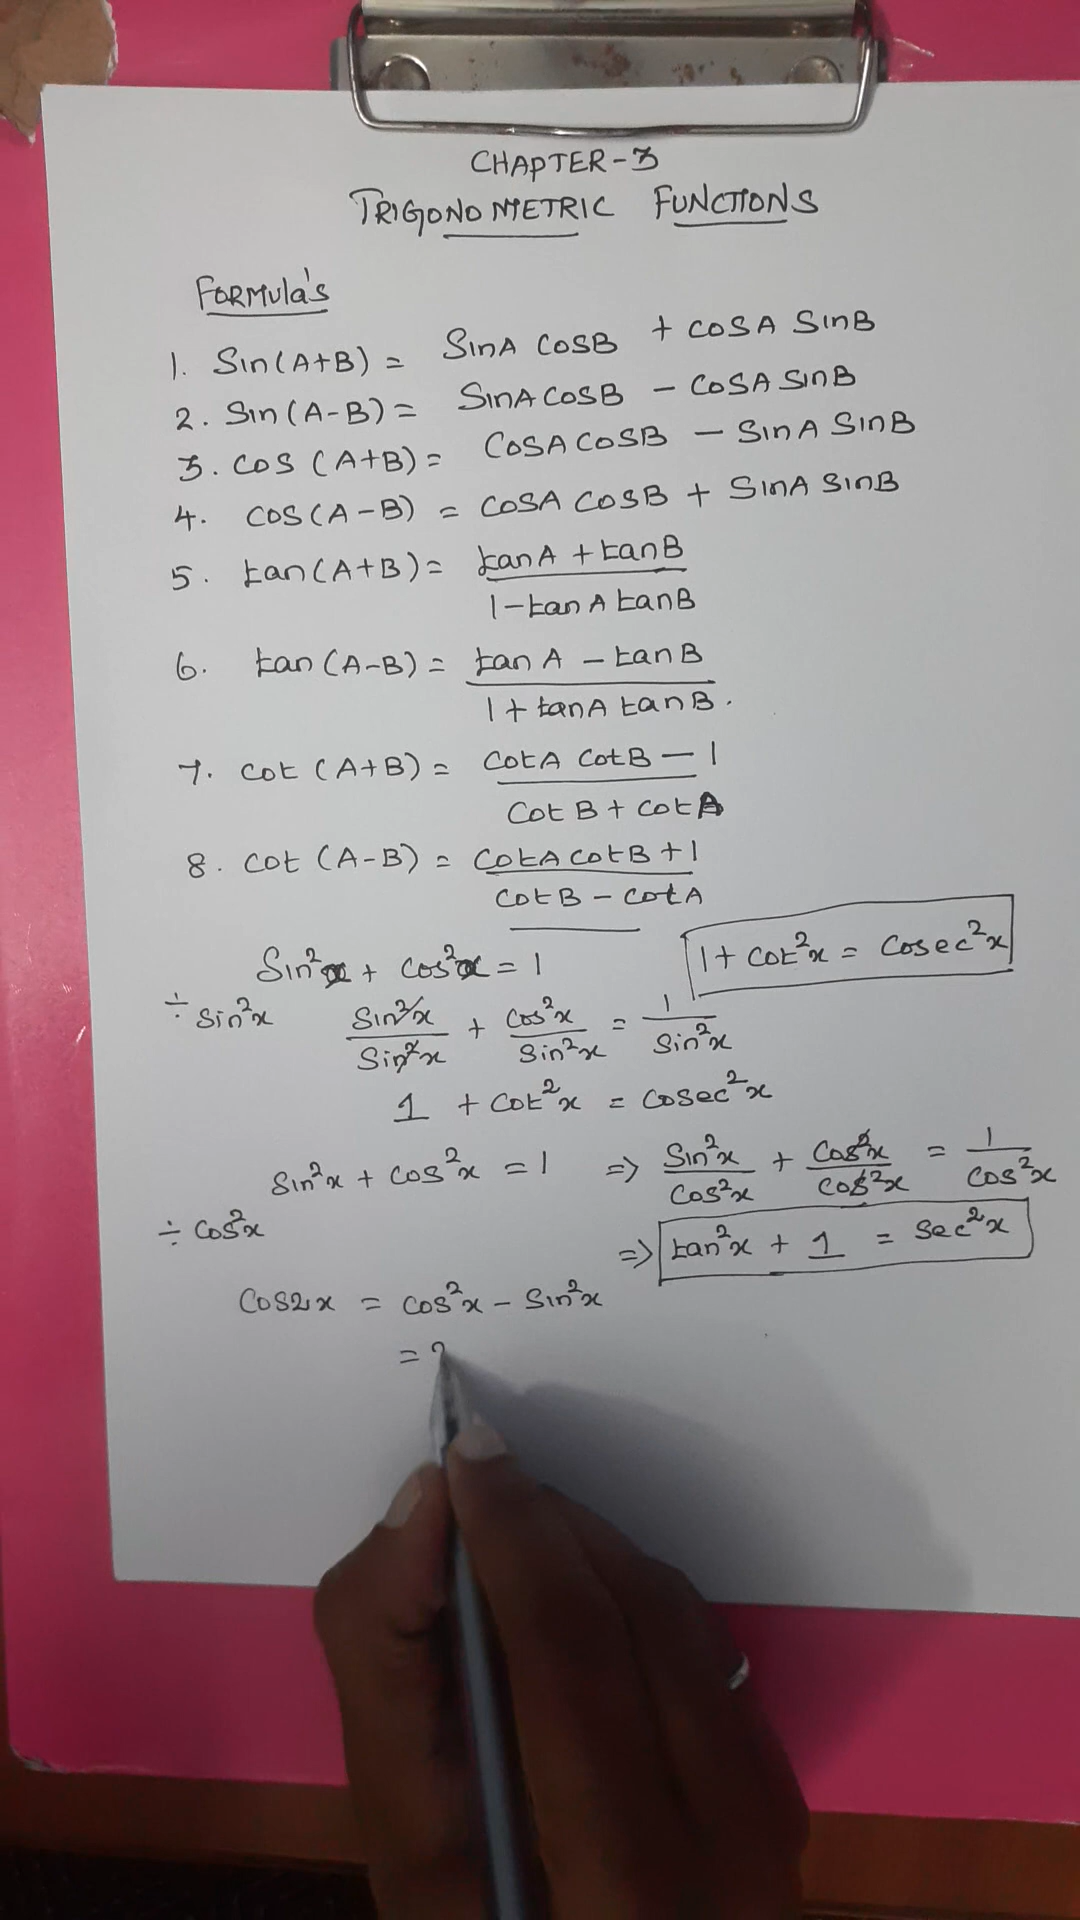 CHAPTER-3
TRIGONOMETRIC FUNCTIONS
FORMula's
1. Sin(A+B) = SinA COSB + COSA SinB
2. Sin(A-B) = SinA COSB - COSA SinB
3. COS(A+B) = COSA COSB - SinA SinB
4. COS(A-B) = COSA COSB + SinA SinB
5. tan(A+B) = tanA + tanB
1-tanA tanB
6. tan(A-B) = tanA - tanB
1+ tanA tanB.
7. cot(A+B) = cotA cotB - 1
cotB + cotA
8. cot(A-B) = cotA cotB + 1
cotB - cotA
Sin²x + cos²x = 1
1+ cot²x = cosec²x
÷ Sin²x Sin²x/Sin²x + cos²x/Sin²x = 1/Sin²x
1 + cot²x = cosec²x
Sin²x + cos²x = 1 => Sin²x/cos²x + cos²x/cos²x = 1/cos²x
÷ cos²x
=> tan²x + 1 = sec²x
COS2x = cos²x - Sin²x
=